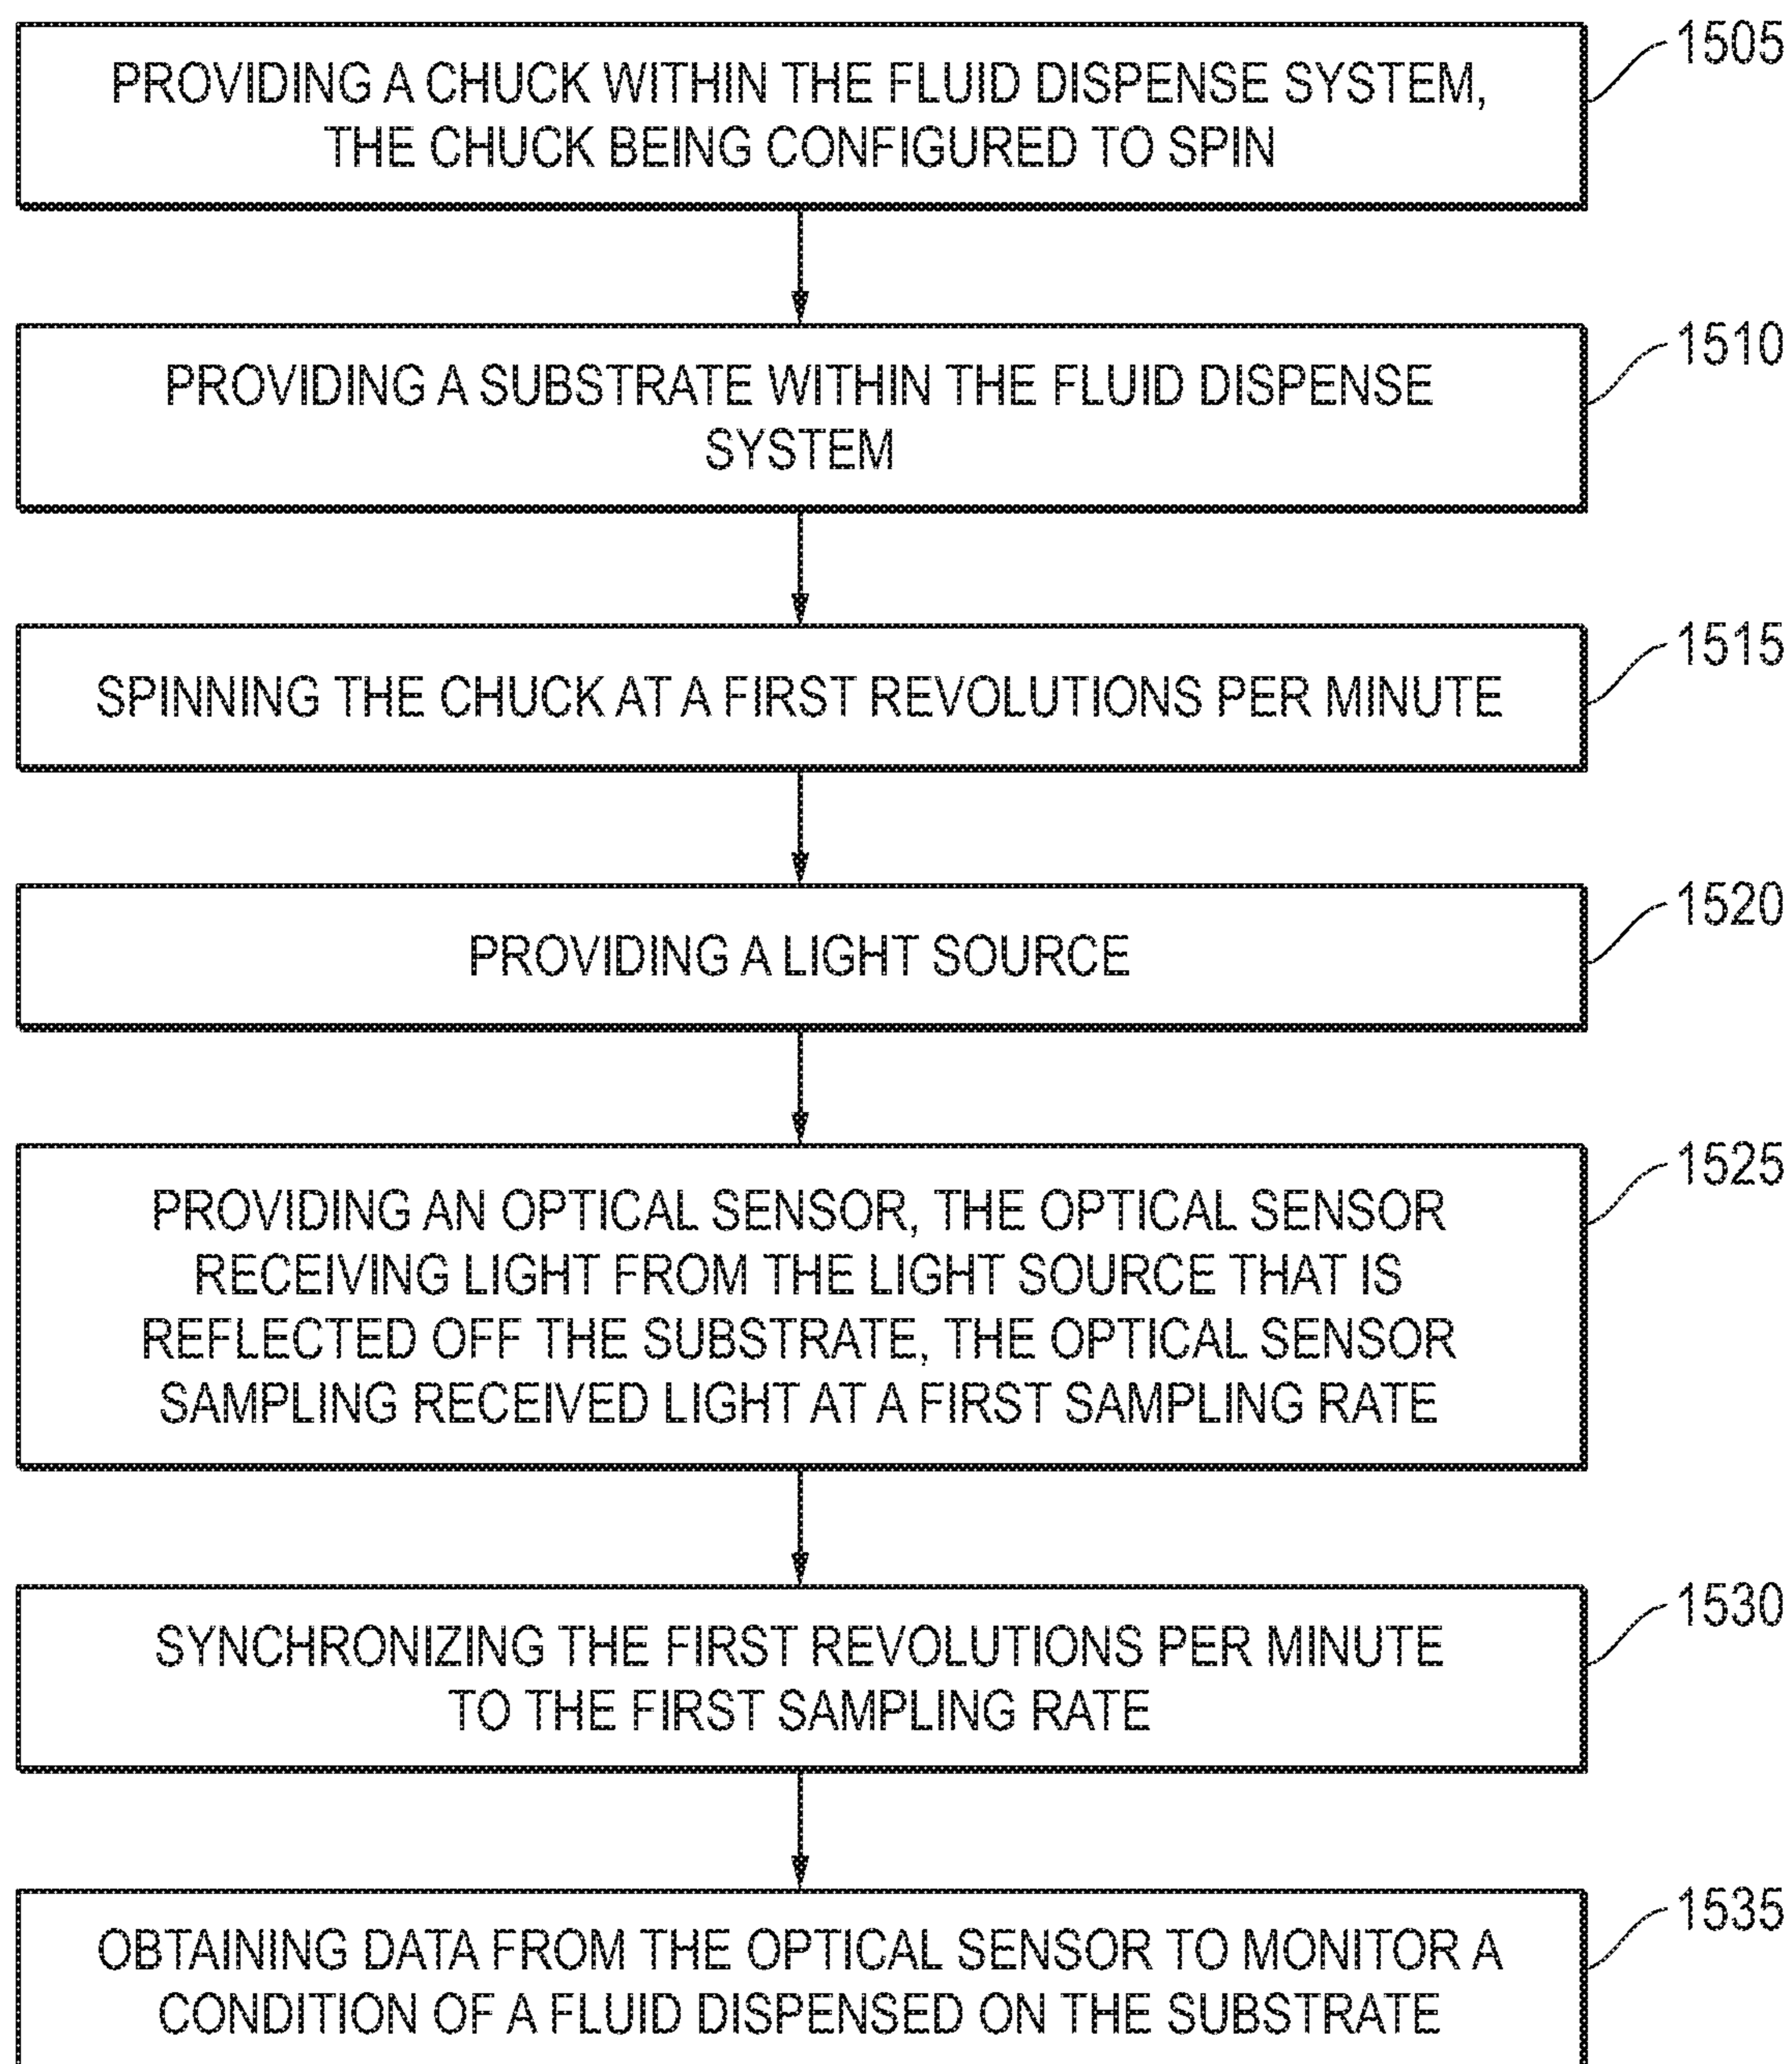 1505
PROVIDING A CHUCK WITHIN THE FLUID DISPENSE SYSTEM,
THE CHUCK BEING CONFIGURED TO SPIN
1510
PROVIDING A SUBSTRATE WITHIN THE FLUID DISPENSE
SYSTEM
1515
SPINNING THE CHUCK AT A FIRST REVOLUTIONS PER MINUTE
1520
PROVIDING A LIGHT SOURCE
1525
PROVIDING AN OPTICAL SENSOR, THE OPTICAL SENSOR
RECEIVING LIGHT FROM THE LIGHT SOURCE THAT IS
REFLECTED OFF THE SUBSTRATE, THE OPTICAL SENSOR
SAMPLING RECEIVED LIGHT AT A FIRST SAMPLING RATE
1530
SYNCHRONIZING THE FIRST REVOLUTIONS PER MINUTE
TO THE FIRST SAMPLING RATE
1535
OBTAINING DATA FROM THE OPTICAL SENSOR TO MONITOR A
CONDITION OF A FLUID DISPENSED ON THE SUBSTRATE